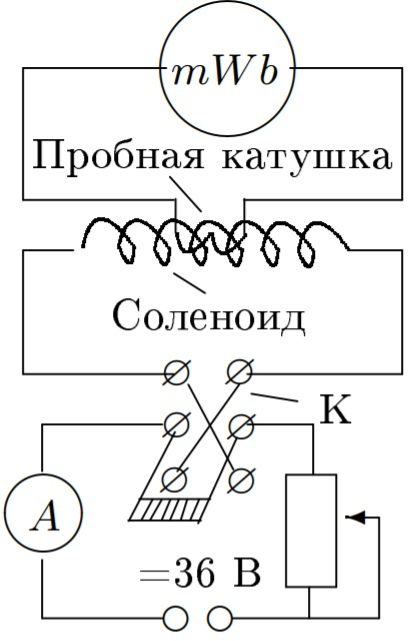 mWb
Пробная катушка
Соленоид
К
A
=36 В